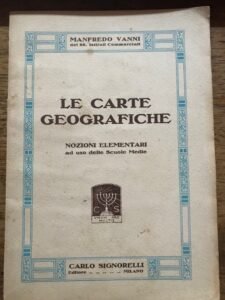 MANFREDO VANNI
dei RR. Istituti Commerciali
LE CARTE
GEOGRAFICHE
NOZIONI ELEMENTARI
ad uso delle Scuole Medie
C S
CARLO SIGNORELLI
Editore - - - - - MILANO